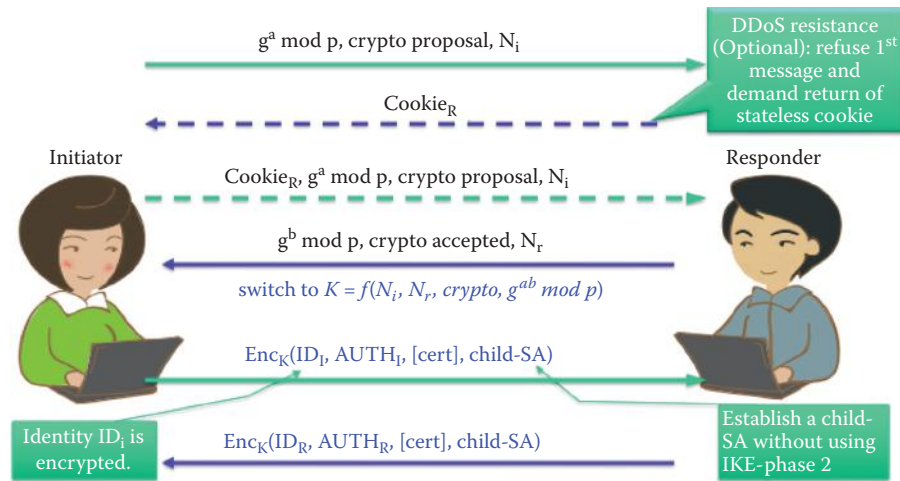 g^a mod p, crypto proposal, N_i
DDoS resistance
(Optional): refuse 1^st
message and
demand return of
stateless cookie
Cookie_R
Initiator
Responder
Cookie_R, g^a mod p, crypto proposal, N_i
g^b mod p, crypto accepted, N_r
switch to K = f(N_i, N_r, crypto, g^ab mod p)
Enc_K(ID_I, AUTH_I, [cert], child-SA)
Identity ID_i is
encrypted.
Establish a child-
SA without using
IKE-phase 2
Enc_K(ID_R, AUTH_R, [cert], child-SA)